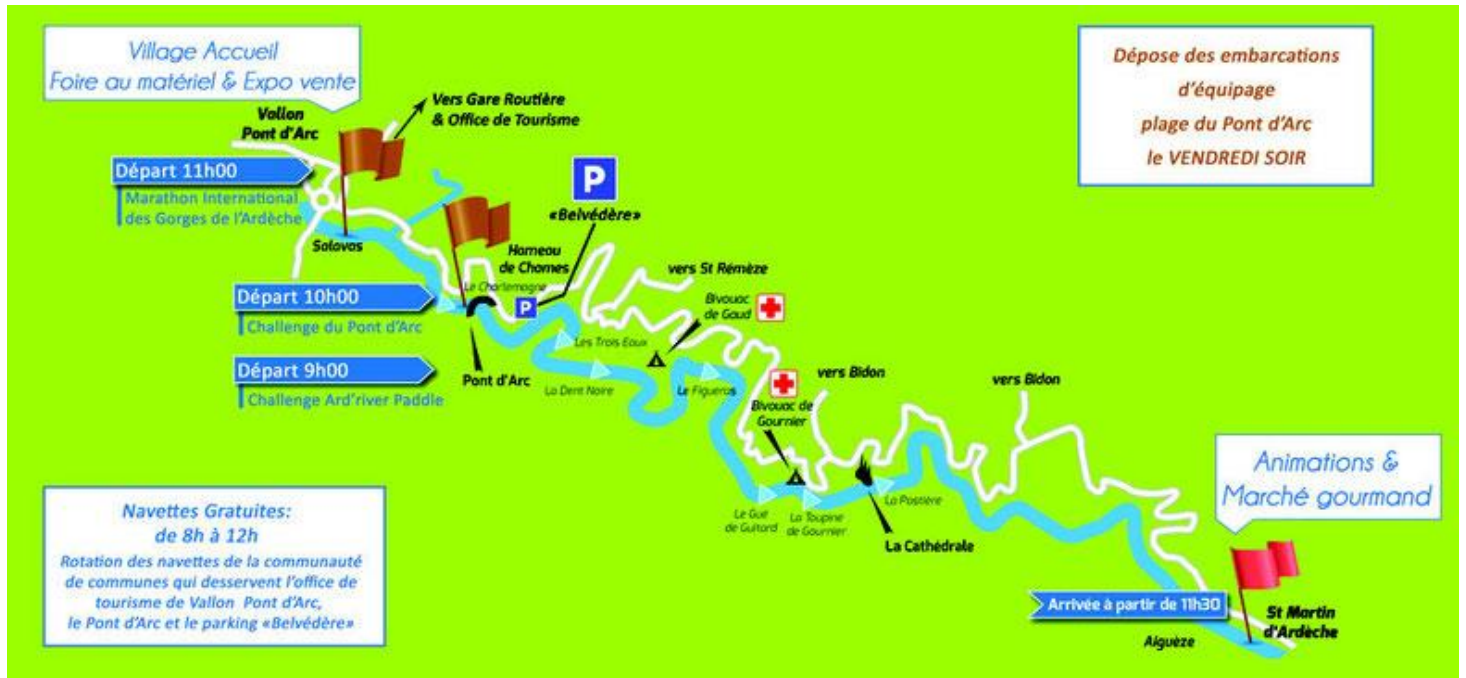 Village Accueil
Foire au matériel & Expo vente
Vallon
Pont d'Arc
Vers Gare Routière
& Office de Tourisme
Dépose des embarcations
d'équipage
plage du Pont d'Arc
le VENDREDI SOIR
Départ 11h00
Marathon International
des Gorges de l'Ardèche
Salavas
P
«Belvédère»
Hameau
de Chames
Le Charlemagne
P
vers St Rémèze
Départ 10h00
Challenge du Pont d'Arc
Bivouac
de Gaud
Les Trois Eaux
Départ 9h00
Challenge Ard'river Paddle
Pont d'Arc
La Dent Noire
Le Figueras
vers Bidon
vers Bidon
Bivouac de
Gournier
Animations &
Marché gourmand
La Pastière
Le Gué
de Guitard
La Toupine
de Gournier
La Cathédrale
Navettes Gratuites:
de 8h à 12h
Rotation des navettes de la communauté
de communes qui desservent l'office de
tourisme de Vallon Pont d'Arc,
le Pont d'Arc et le parking «Belvédère»
Arrivée à partir de 11h30
St Martin
d'Ardèche
Aiguèze